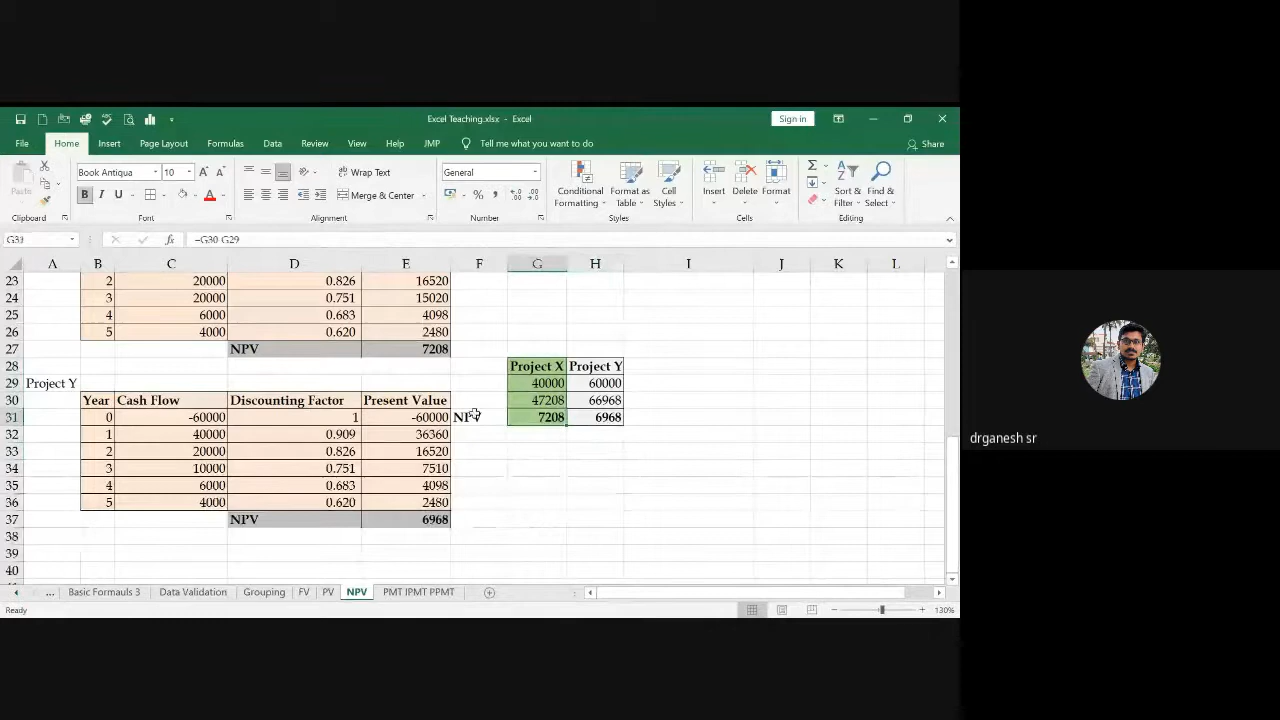 Excel Teaching.xlsx - Excel
Sign in
File Home Insert Page Layout Formulas Data Review View Help JMP Tell me what you want to do Share
Paste Book Antiqua 10 Wrap Text General Conditional Format as Cell Insert Delete Format Sort & Find &
B I U Merge & Center Formatting Table Styles Filter Select
Clipboard Font Alignment Number Styles Cells Editing
G31 fx =G30-G29
A B C D E F G H I J K L
23 2 20000 0.826 16520
24 3 20000 0.751 15020
25 4 6000 0.683 4098
26 5 4000 0.620 2480
27 NPV 7208
28 Project X Project Y
29 Project Y 40000 60000
30 Year Cash Flow Discounting Factor Present Value 47208 66968
31 0 -60000 1 -60000 NPV 7208 6968
32 1 40000 0.909 36360
33 2 20000 0.826 16520
34 3 10000 0.751 7510
35 4 6000 0.683 4098
36 5 4000 0.620 2480
37 NPV 6968
38
39
40
... Basic Formauls 3 Data Validation Grouping FV PV NPV PMT IPMT PPMT
Ready 130%
drganesh sr